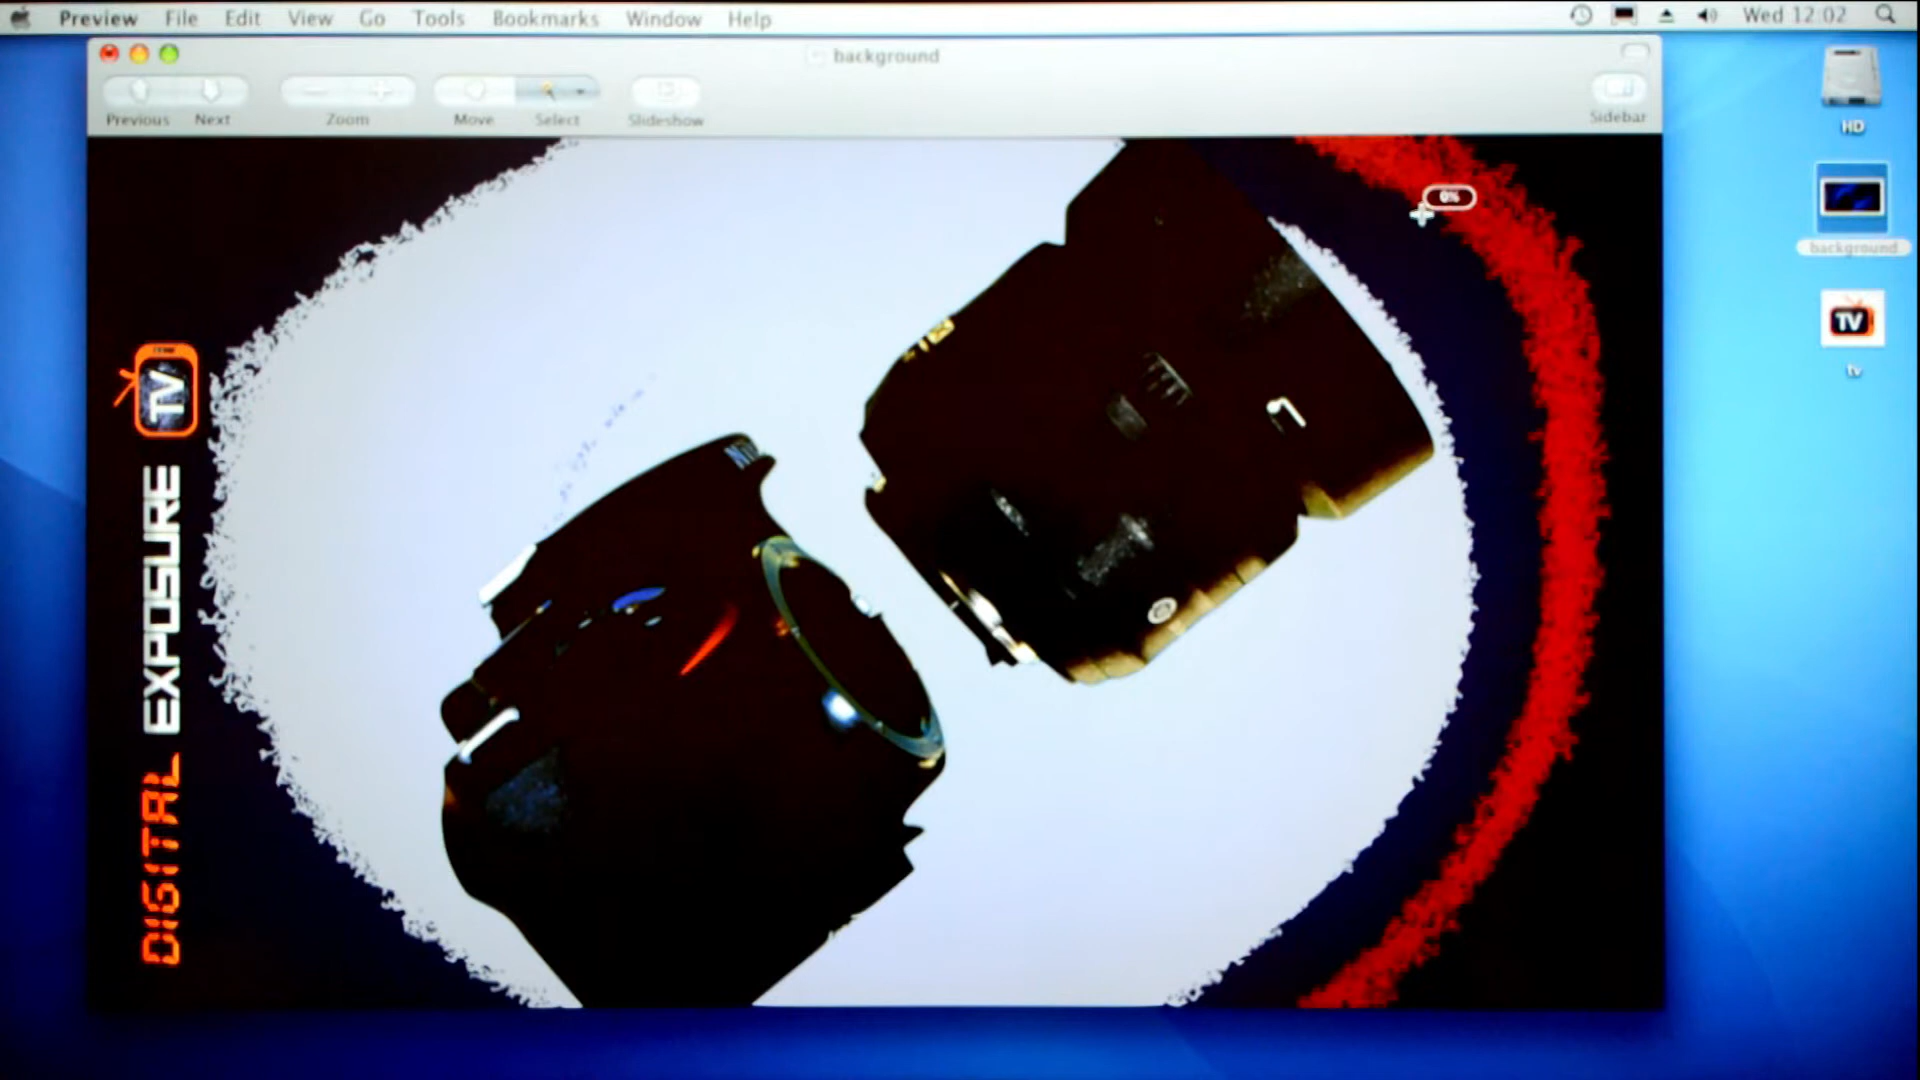 Preview File Edit View Go Tools Bookmarks Window Help
Wed 12:02
background
Previous Next Zoom Move Select Slideshow
Sidebar
HD
0%
background
TV
tv
DIGITAL EXPOSURE TV